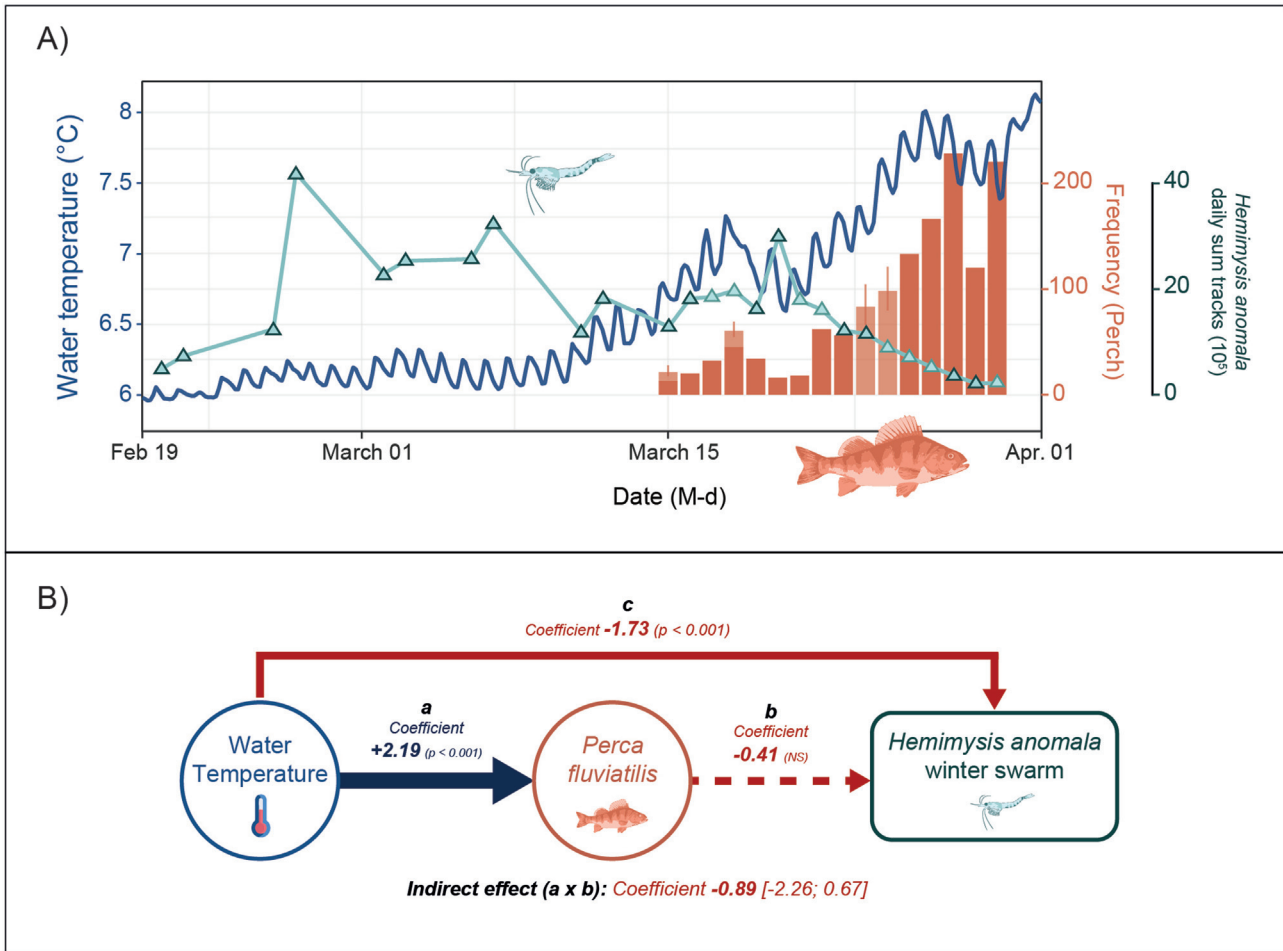 A)
Water temperature (°C)
8
7.5
7
6.5
6
200
100
0
Frequency (Perch)
40
20
0
Hemimysis anomala
daily sum tracks (10⁵)
Feb 19
March 01
March 15
Apr. 01
Date (M-d)
B)
c
Coefficient -1.73 (p < 0.001)
a
Coefficient
+2.19 (p < 0.001)
b
Coefficient
-0.41 (NS)
Water
Temperature
Perca
fluviatilis
Hemimysis anomala
winter swarm
Indirect effect (a x b): Coefficient -0.89 [-2.26; 0.67]